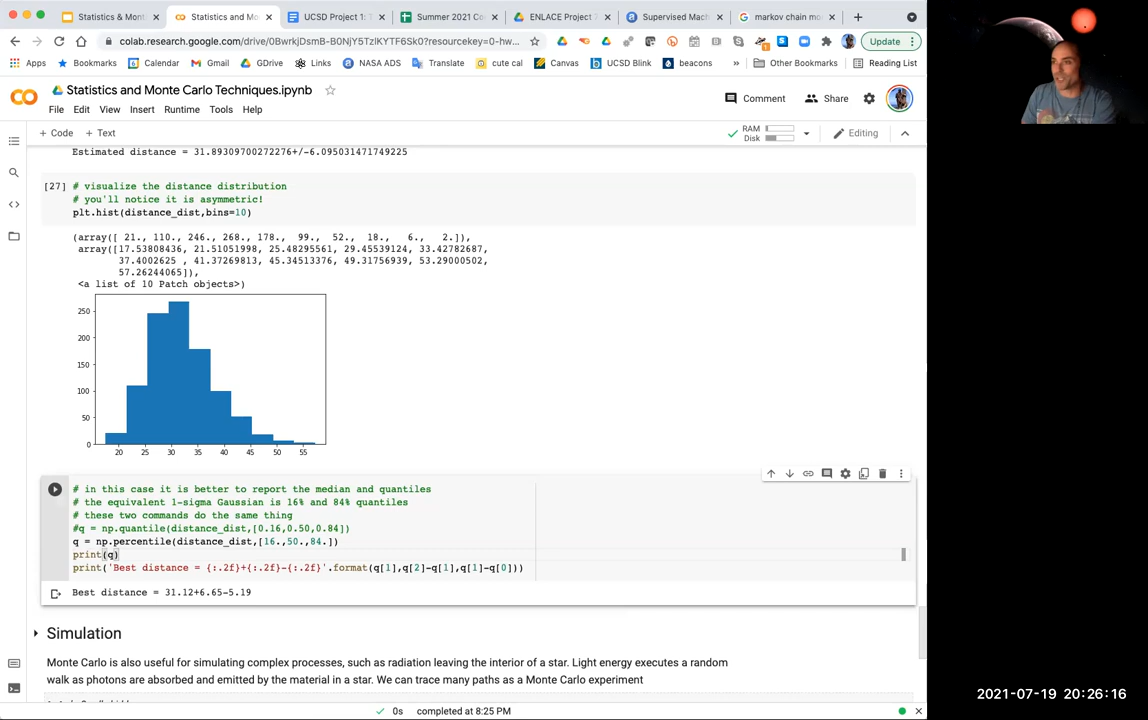 Statistics & Mont
Statistics and Mo
UCSD Project 1: T
Summer 2021 Co
ENLACE Project 7
Supervised Mach
markov chain mo
colab.research.google.com/drive/0BwrkjDsmB-B0NjY5TzlKYTF6Sk0?resourcekey=0-hw...
Update
Apps
Bookmarks
Calendar
Gmail
GDrive
Links
NASA ADS
Translate
cute cal
Canvas
UCSD Blink
beacons
»
Other Bookmarks
Reading List
Statistics and Monte Carlo Techniques.ipynb
File Edit View Insert Runtime Tools Help
Comment
Share
+ Code + Text
RAM
Disk
Editing
Estimated distance = 31.89309700272276+/-6.095031471749225
[27] # visualize the distance distribution
# you'll notice it is asymmetric!
plt.hist(distance_dist,bins=10)
(array([ 21., 110., 246., 268., 178., 99., 52., 18., 6., 2.]),
array([17.53808436, 21.51051998, 25.48295561, 29.45539124, 33.42782687,
37.4002625 , 41.37269813, 45.34513376, 49.31756939, 53.29000502,
57.26244065]),
<a list of 10 Patch objects>)
250
200
150
100
50
0
20 25 30 35 40 45 50 55
# in this case it is better to report the median and quantiles
# the equivalent 1-sigma Gaussian is 16% and 84% quantiles
# these two commands do the same thing
#q = np.quantile(distance_dist,[0.16,0.50,0.84])
q = np.percentile(distance_dist,[16.,50.,84.])
print(q)
print('Best distance = {:.2f}+{:.2f}-{:.2f}'.format(q[1],q[2]-q[1],q[1]-q[0]))
Best distance = 31.12+6.65-5.19
Simulation
Monte Carlo is also useful for simulating complex processes, such as radiation leaving the interior of a star. Light energy executes a random
walk as photons are absorbed and emitted by the material in a star. We can trace many paths as a Monte Carlo experiment
0s completed at 8:25 PM
2021-07-19 20:26:16